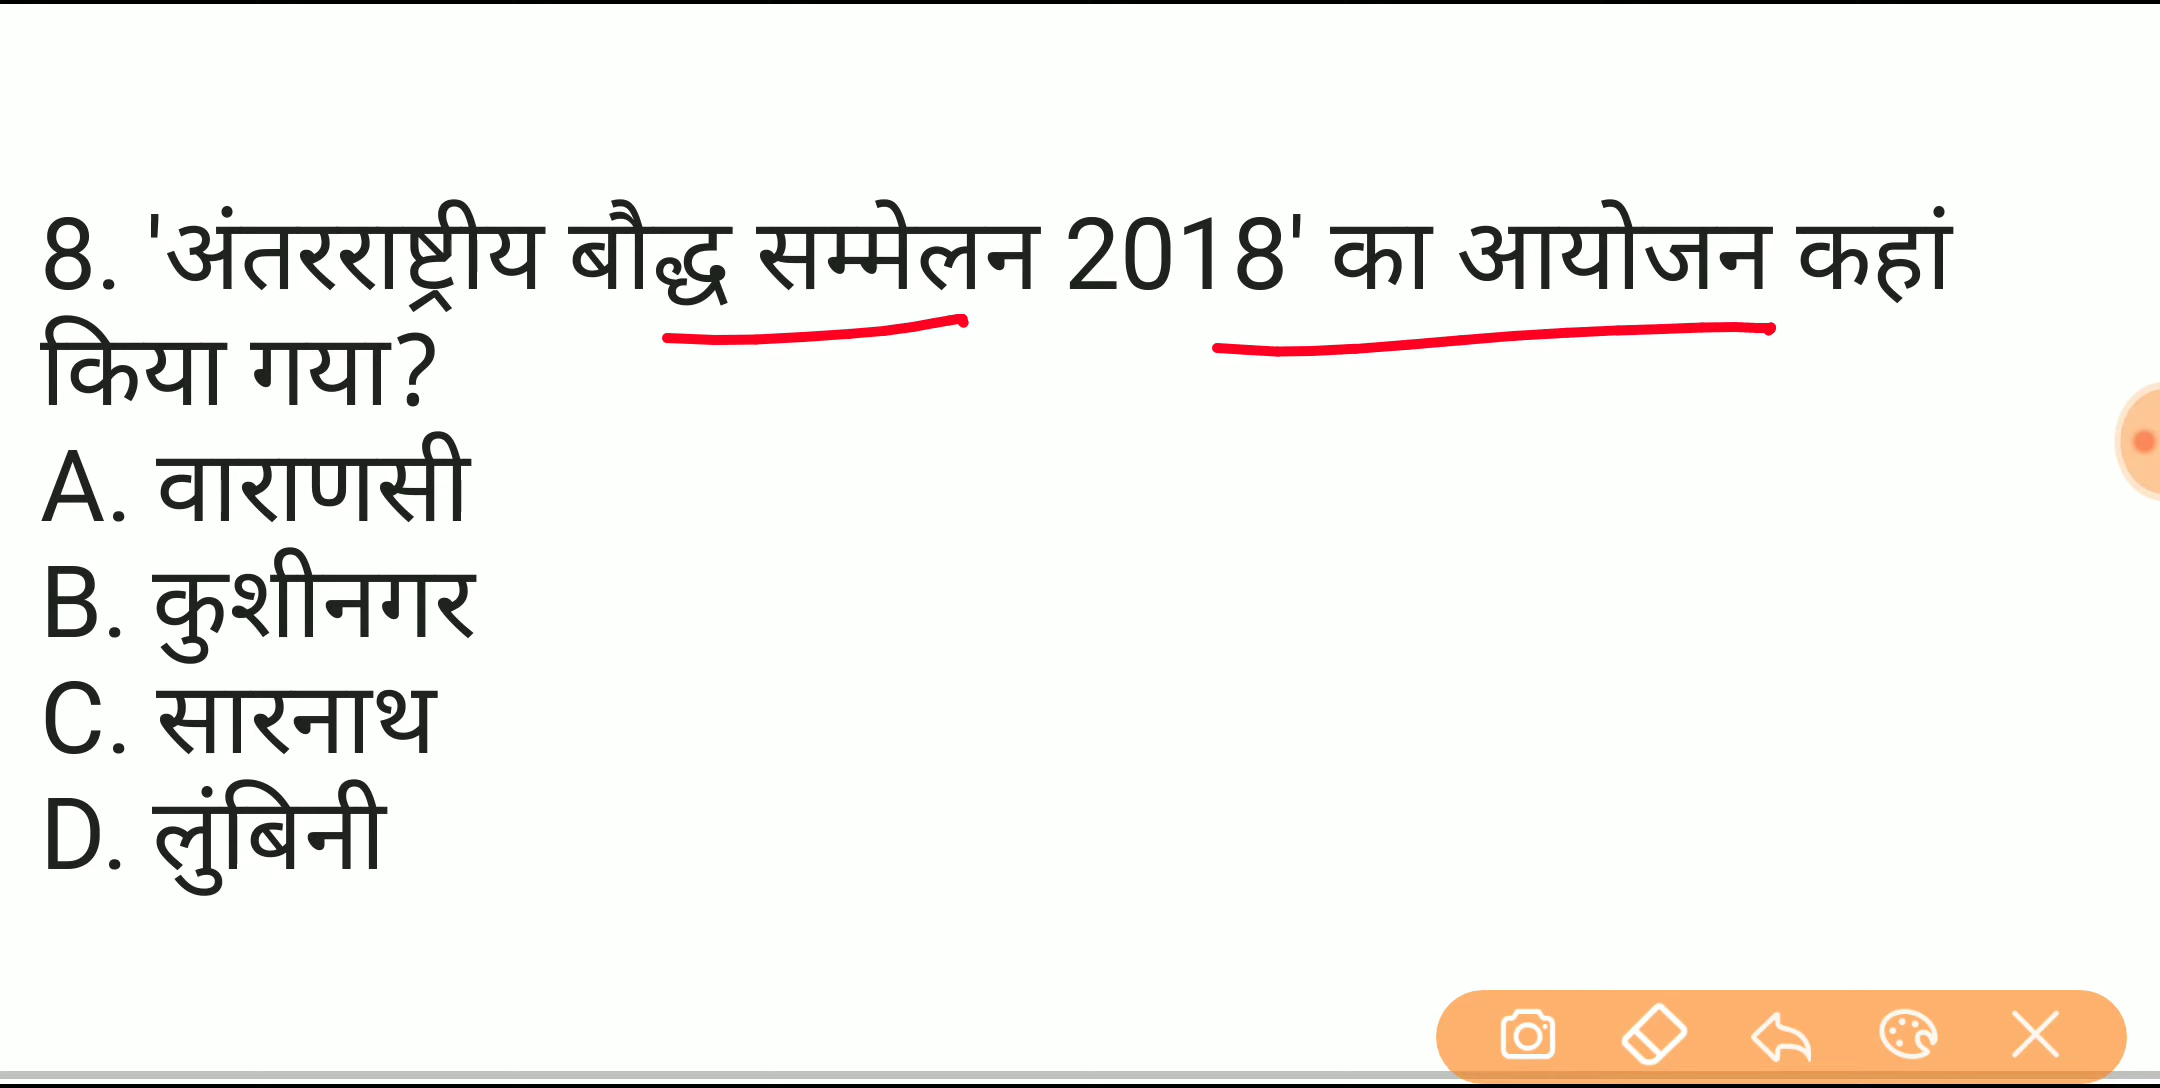 8. 'अंतरराष्ट्रीय बौद्ध सम्मेलन 2018' का आयोजन कहां
किया गया?
A. वाराणसी
B. कुशीनगर
C. सारनाथ
D. लुंबिनी